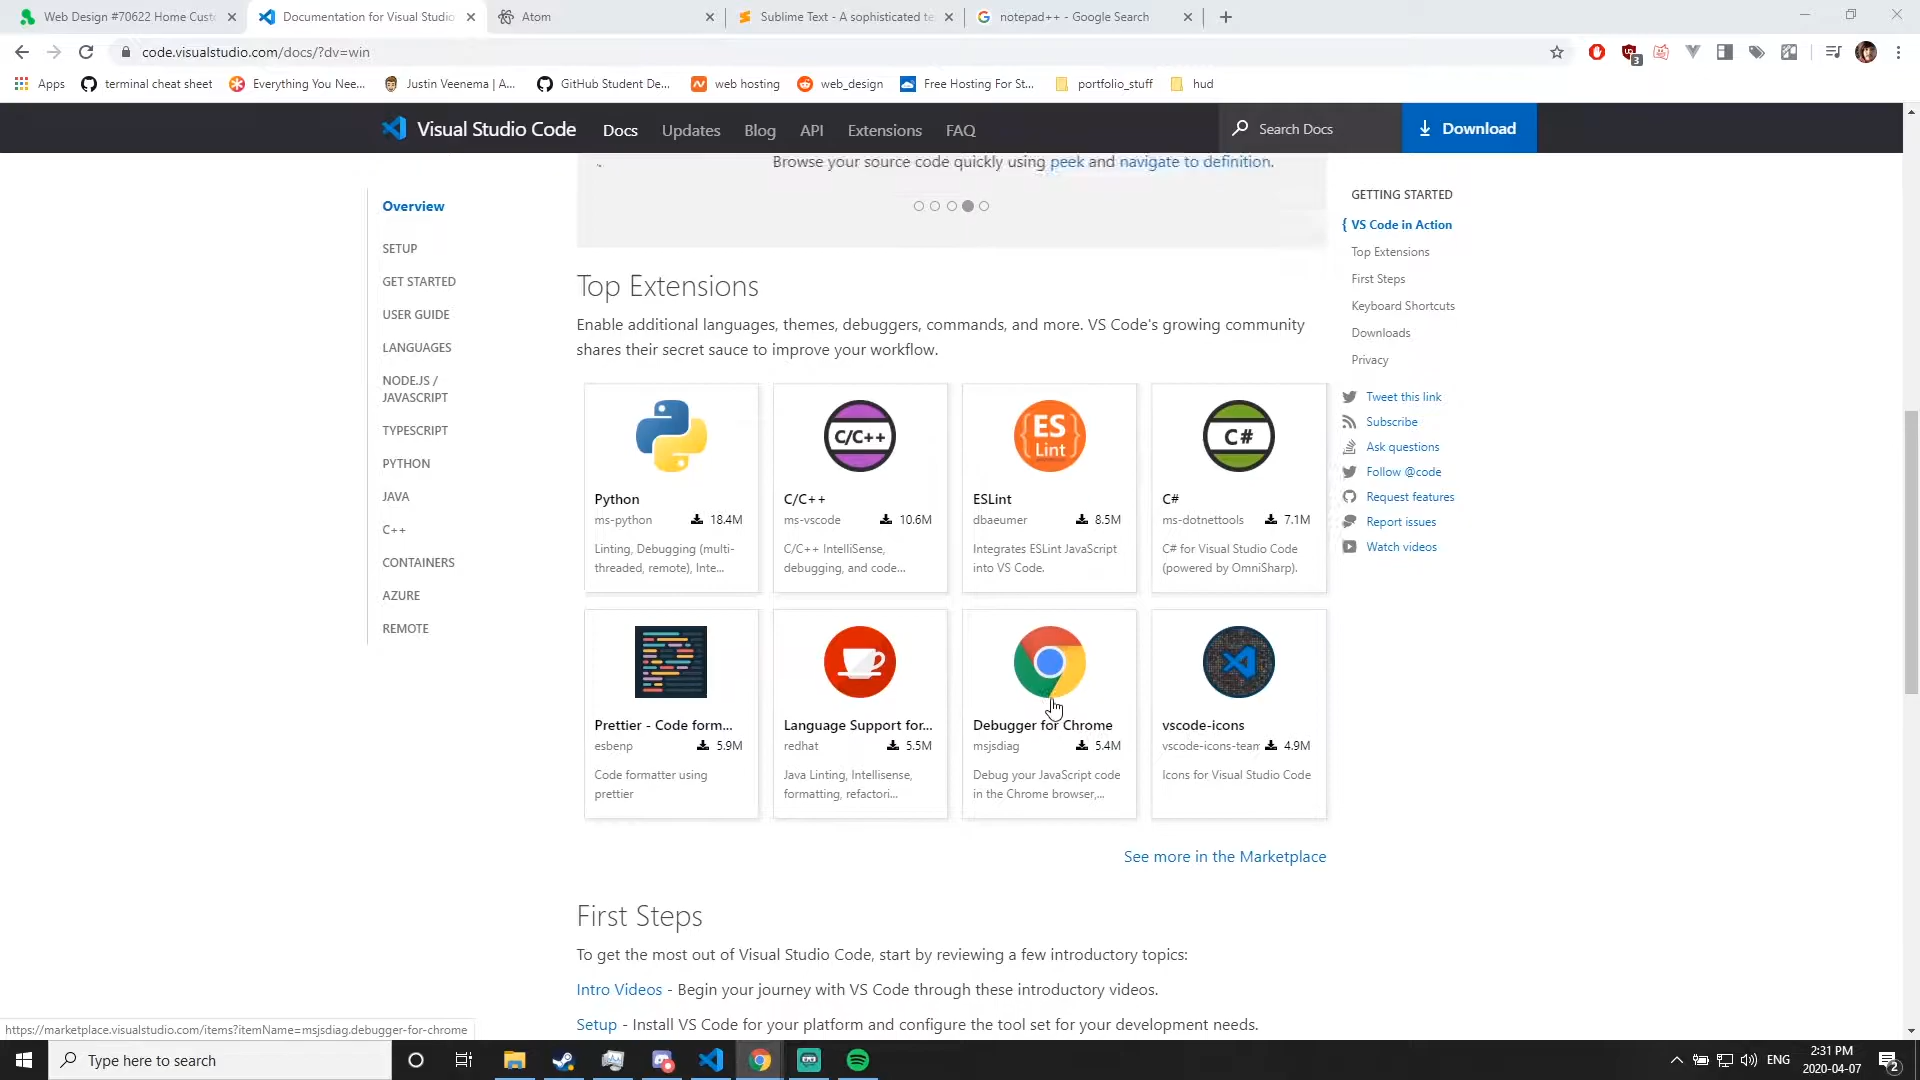 Web Design #70622 Home Cust
Documentation for Visual Studio
Atom
Sublime Text - A sophisticated te
notepad++ - Google Search
code.visualstudio.com/docs/?dv=win
3
Apps
terminal cheat sheet
Everything You Nee...
Justin Veenema | A...
GitHub Student De...
web hosting
web_design
Free Hosting For St...
portfolio_stuff
hud
Visual Studio Code
Docs
Updates
Blog
API
Extensions
FAQ
Search Docs
Download
Browse your source code quickly using peek and navigate to definition.
Overview
SETUP
GET STARTED
USER GUIDE
LANGUAGES
NODE.JS /
JAVASCRIPT
TYPESCRIPT
PYTHON
JAVA
C++
CONTAINERS
AZURE
REMOTE
Top Extensions
Enable additional languages, themes, debuggers, commands, and more. VS Code's growing community
shares their secret sauce to improve your workflow.
Python
ms-python 18.4M
Linting, Debugging (multi-
threaded, remote), Inte...
C/C++
C/C++
ms-vscode 10.6M
C/C++ IntelliSense,
debugging, and code...
ES
Lint
ESLint
dbaeumer 8.5M
Integrates ESLint JavaScript
into VS Code.
C#
C#
ms-dotnettools 7.1M
C# for Visual Studio Code
(powered by OmniSharp).
Prettier - Code form...
esbenp 5.9M
Code formatter using
prettier
Language Support for...
redhat 5.5M
Java Linting, Intellisense,
formatting, refactori...
Debugger for Chrome
msjsdiag 5.4M
Debug your JavaScript code
in the Chrome browser,...
vscode-icons
vscode-icons-team 4.9M
Icons for Visual Studio Code
See more in the Marketplace
First Steps
To get the most out of Visual Studio Code, start by reviewing a few introductory topics:
Intro Videos - Begin your journey with VS Code through these introductory videos.
Setup - Install VS Code for your platform and configure the tool set for your development needs.
GETTING STARTED
VS Code in Action
Top Extensions
First Steps
Keyboard Shortcuts
Downloads
Privacy
Tweet this link
Subscribe
Ask questions
Follow @code
Request features
Report issues
Watch videos
https://marketplace.visualstudio.com/items?itemName=msjsdiag.debugger-for-chrome
Type here to search
ENG
2:31 PM
2020-04-07
2